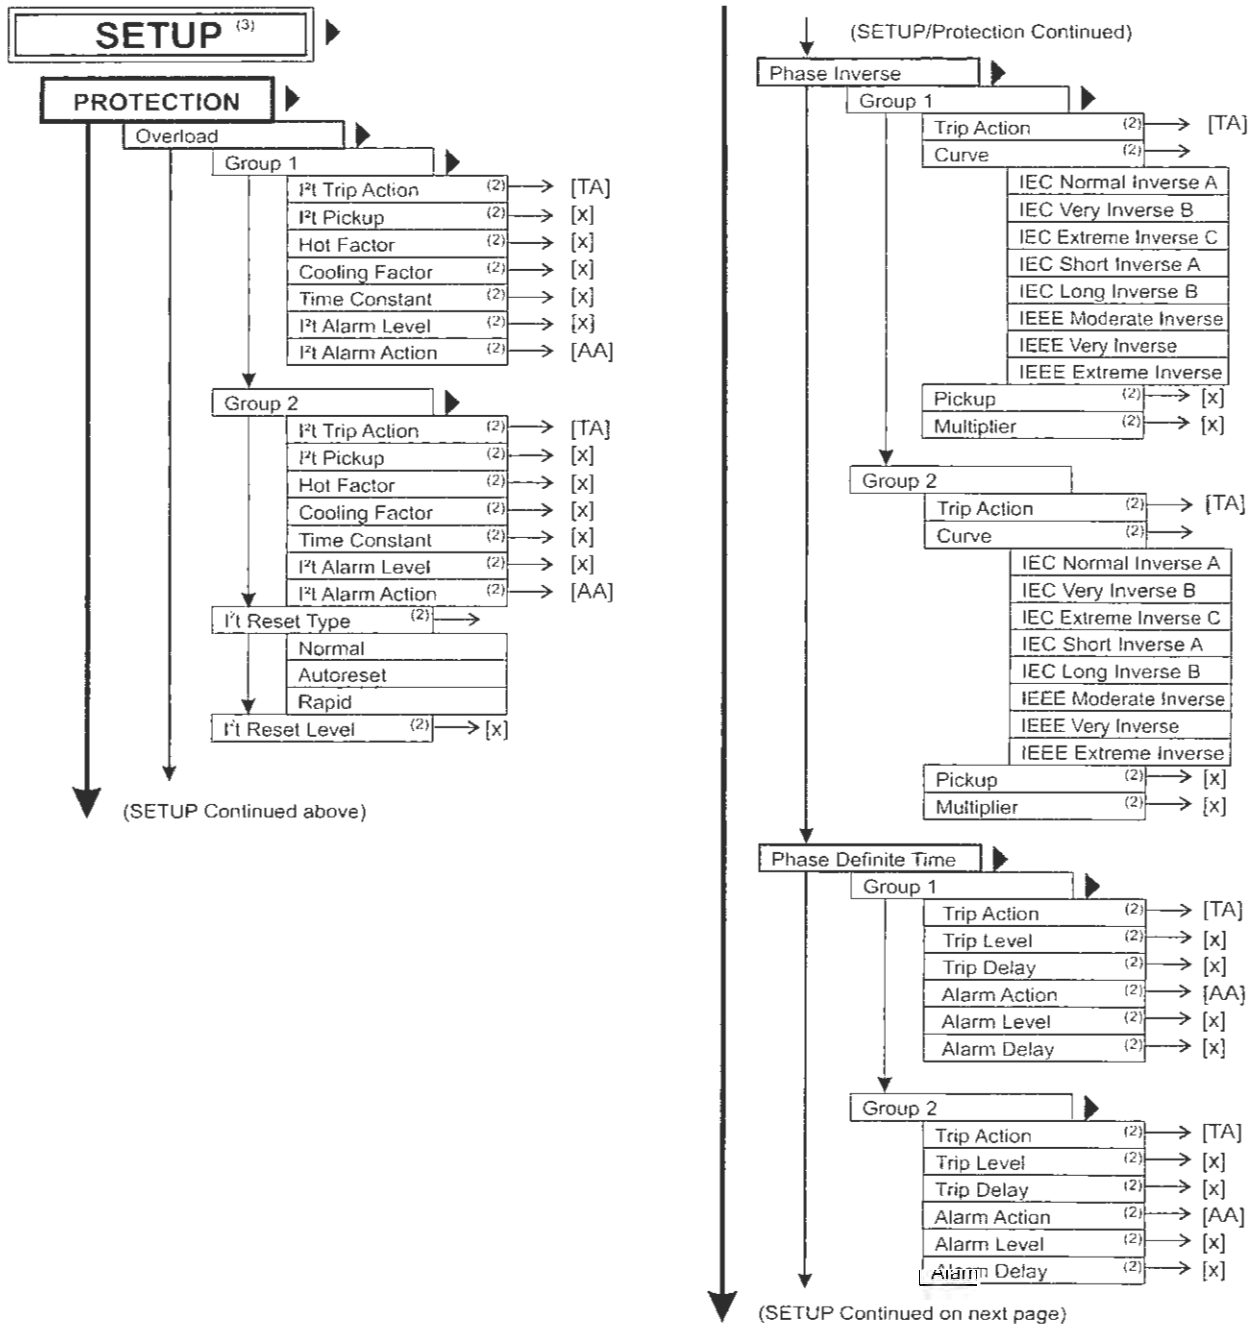 SETUP (3)
PROTECTION
Overload
Group 1
I²t Trip Action (2) [TA]
I²t Pickup (2) [x]
Hot Factor (2) [x]
Cooling Factor (2) [x]
Time Constant (2) [x]
I²t Alarm Level (2) [x]
I²t Alarm Action (2) [AA]
Group 2
I²t Trip Action (2) [TA]
I²t Pickup (2) [x]
Hot Factor (2) [x]
Cooling Factor (2) [x]
Time Constant (2) [x]
I²t Alarm Level (2) [x]
I²t Alarm Action (2) [AA]
I²t Reset Type (2)
Normal
Autoreset
Rapid
I²t Reset Level (2) [x]
(SETUP Continued above)
(SETUP/Protection Continued)
Phase Inverse
Group 1
Trip Action (2) [TA]
Curve (2)
IEC Normal Inverse A
IEC Very Inverse B
IEC Extreme Inverse C
IEC Short Inverse A
IEC Long Inverse B
IEEE Moderate Inverse
IEEE Very Inverse
IEEE Extreme Inverse
Pickup (2) [x]
Multiplier (2) [x]
Group 2
Trip Action (2) [TA]
Curve (2)
IEC Normal Inverse A
IEC Very Inverse B
IEC Extreme Inverse C
IEC Short Inverse A
IEC Long Inverse B
IEEE Moderate Inverse
IEEE Very Inverse
IEEE Extreme Inverse
Pickup (2) [x]
Multiplier (2) [x]
Phase Definite Time
Group 1
Trip Action (2) [TA]
Trip Level (2) [x]
Trip Delay (2) [x]
Alarm Action (2) [AA]
Alarm Level (2) [x]
Alarm Delay (2) [x]
Group 2
Trip Action (2) [TA]
Trip Level (2) [x]
Trip Delay (2) [x]
Alarm Action (2) [AA]
Alarm Level (2) [x]
Alarm Delay (2) [x]
(SETUP Continued on next page)